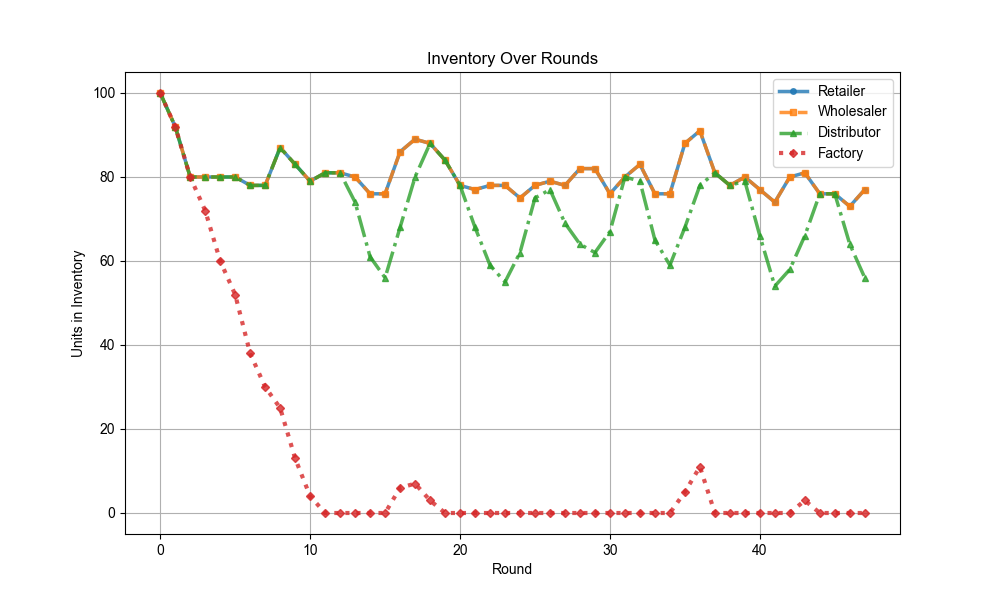 Inventory Over Rounds
Retailer
Wholesaler
Distributor
Factory
Units in Inventory
100
80
60
40
20
0
0 10 20 30 40
Round